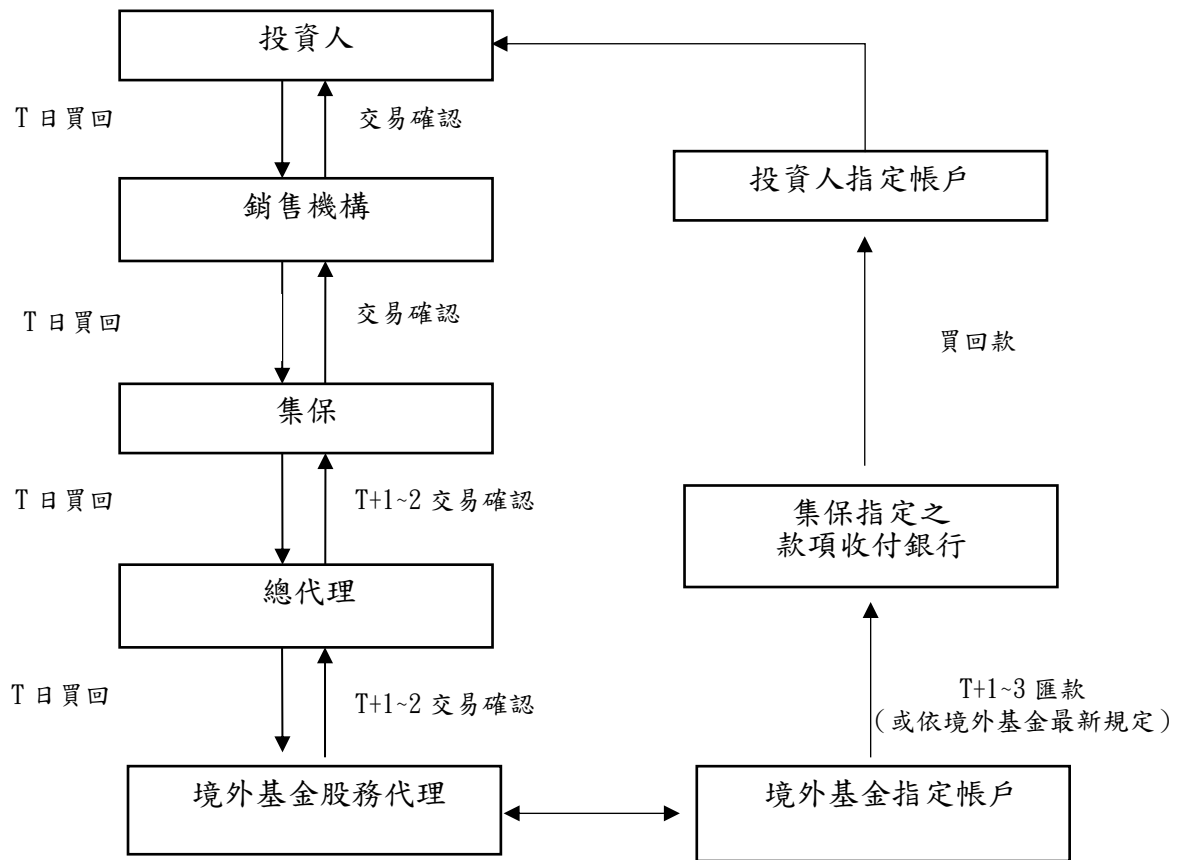 投資人
T 日買回
交易確認
投資人指定帳戶
銷售機構
T 日買回
交易確認
買回款
集保
T 日買回
T+1~2 交易確認
集保指定之
款項收付銀行
總代理
T 日買回
T+1~2 交易確認
T+1~3 匯款
（或依境外基金最新規定）
境外基金股務代理
境外基金指定帳戶